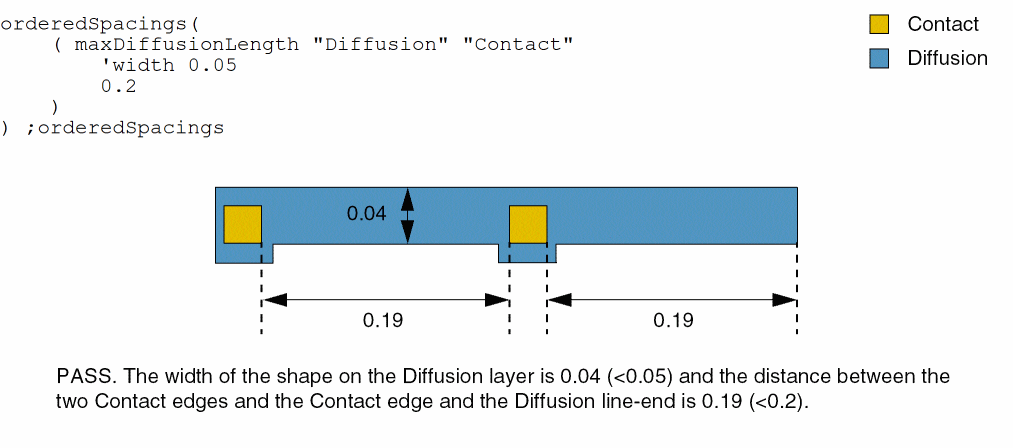 orderedSpacings(
( maxDiffusionLength "Diffusion" "Contact"
'width 0.05
0.2
)
) ;orderedSpacings
Contact
Diffusion
0.04
0.19
0.19
PASS. The width of the shape on the Diffusion layer is 0.04 (<0.05) and the distance between the
two Contact edges and the Contact edge and the Diffusion line-end is 0.19 (<0.2).